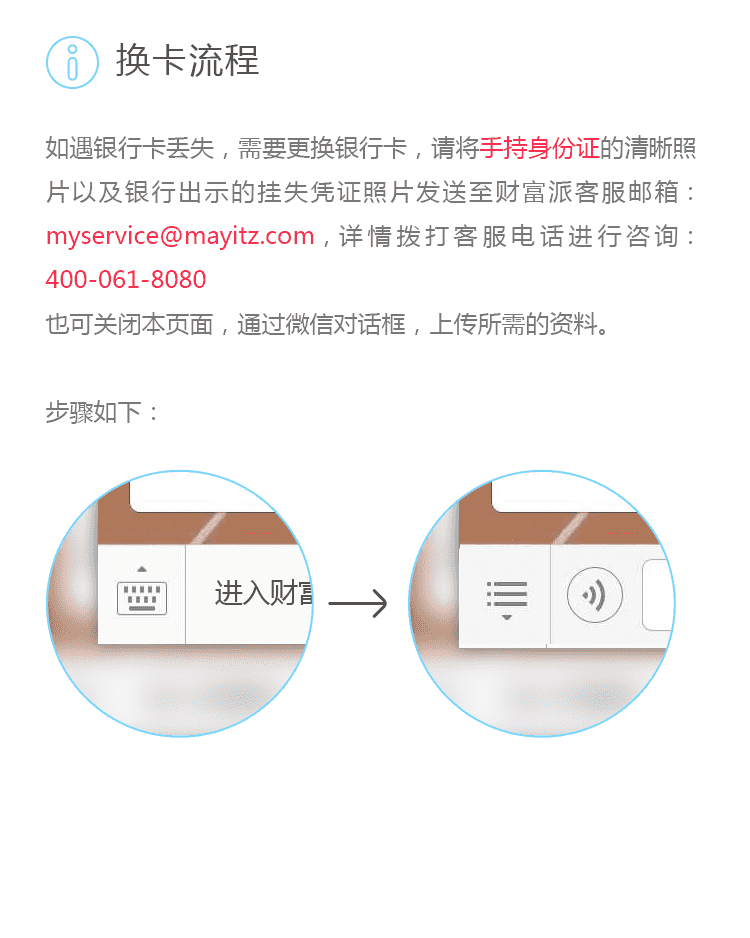 换卡流程
如遇银行卡丢失，需要更换银行卡，请将手持身份证的清晰照
片以及银行出示的挂失凭证照片发送至财富派客服邮箱：
myservice@mayitz.com，详情拨打客服电话进行咨询：
400-061-8080
也可关闭本页面，通过微信对话框，上传所需的资料。
步骤如下：
进入财富